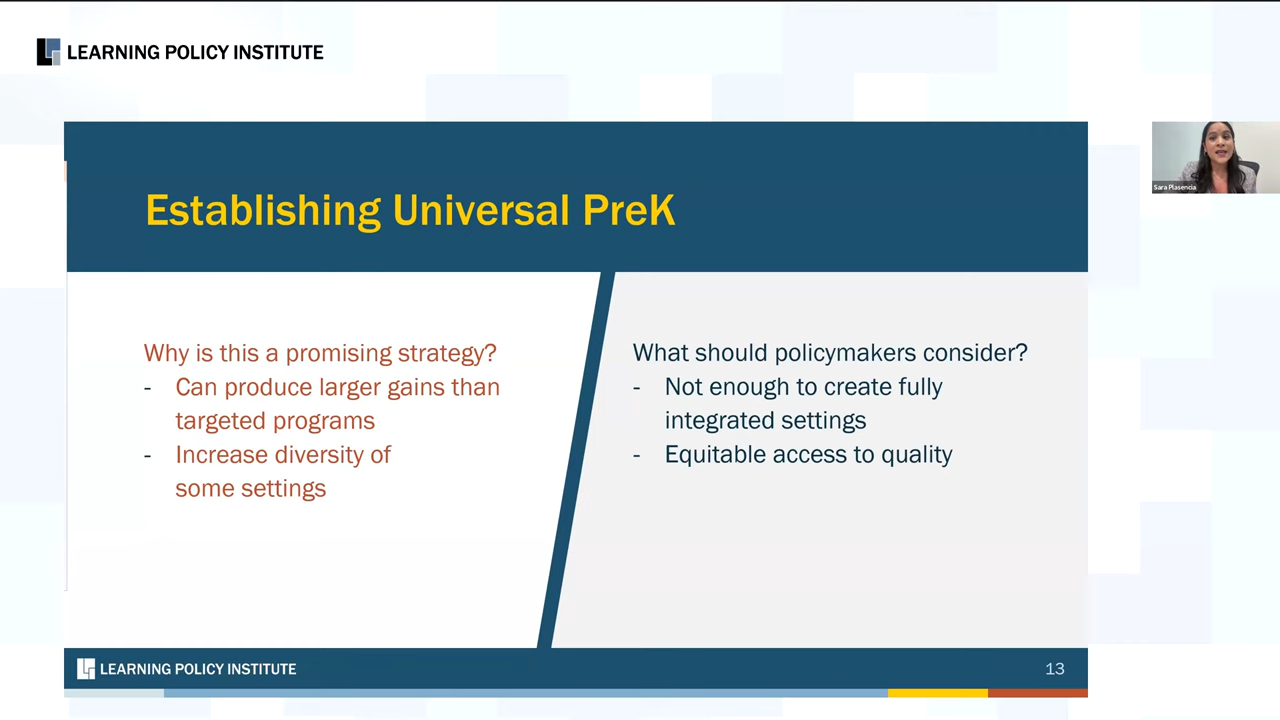 LEARNING POLICY INSTITUTE
Sara Plasencia
Establishing Universal PreK
Why is this a promising strategy?
- Can produce larger gains than
targeted programs
- Increase diversity of
some settings
What should policymakers consider?
- Not enough to create fully
integrated settings
- Equitable access to quality
LEARNING POLICY INSTITUTE
13